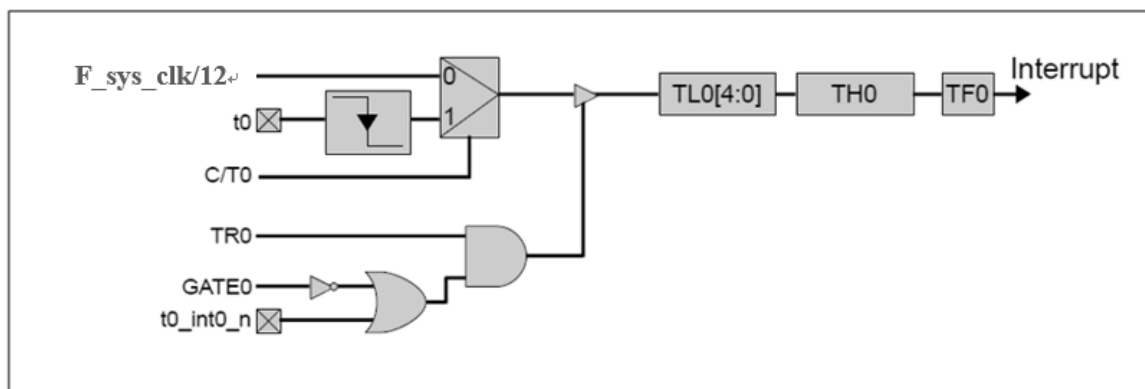 F_sys_clk/12↵
0
t0
1
C/T0
TR0
GATE0
t0_int0_n
TL0[4:0]
TH0
TF0
Interrupt